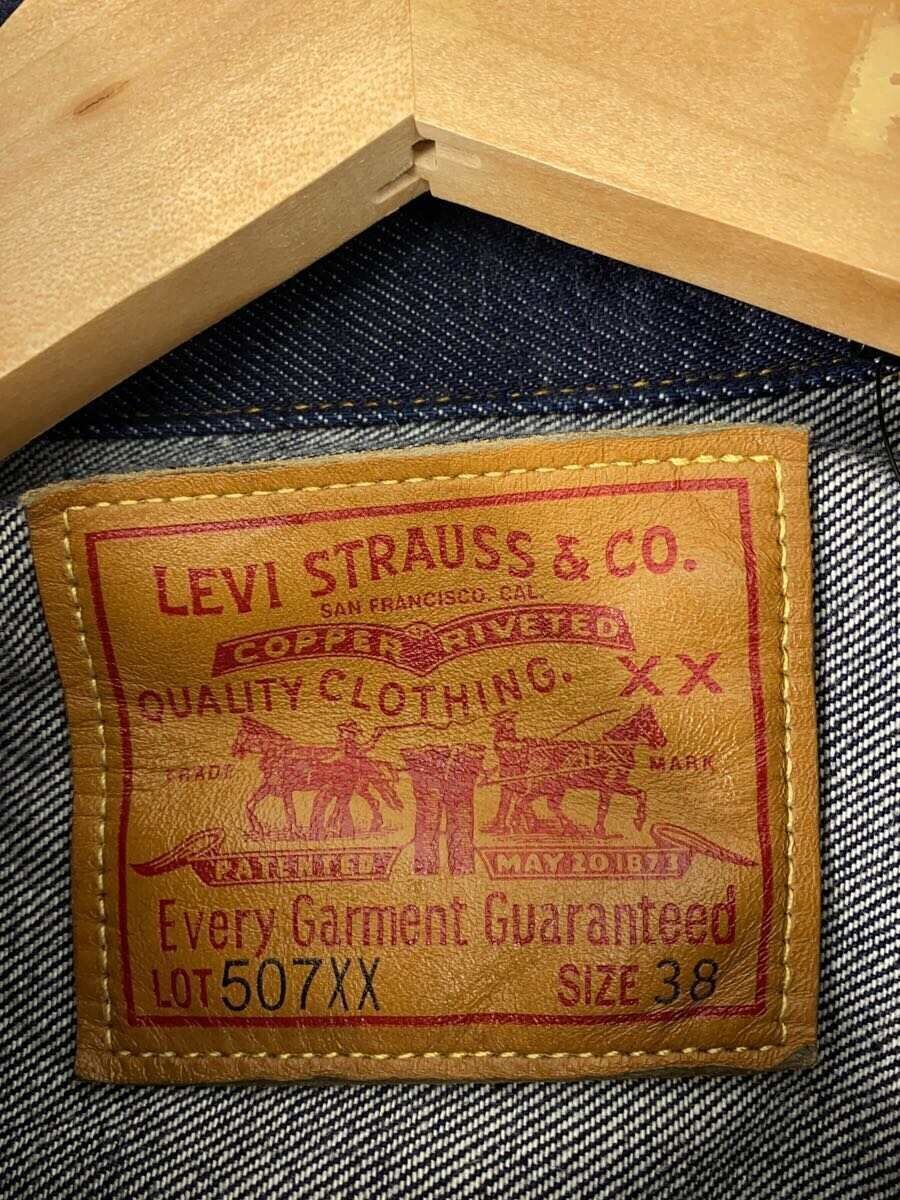 LEVI STRAUSS & CO.
SAN FRANCISCO, CAL.
COPPER RIVETED
QUALITY CLOTHING. XX
TRADE MARK
PATENTED MAY 20 1873
Every Garment Guaranteed
LOT 507XX SIZE 38